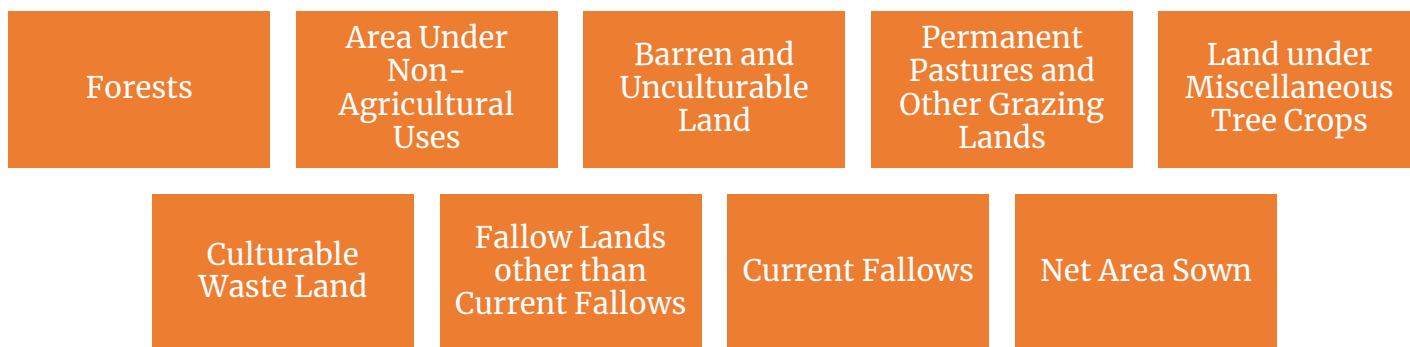 Forests
Area Under
Non-
Agricultural
Uses
Barren and
Unculturable
Land
Permanent
Pastures and
Other Grazing
Lands
Land under
Miscellaneous
Tree Crops
Culturable
Waste Land
Fallow Lands
other than
Current Fallows
Current Fallows
Net Area Sown